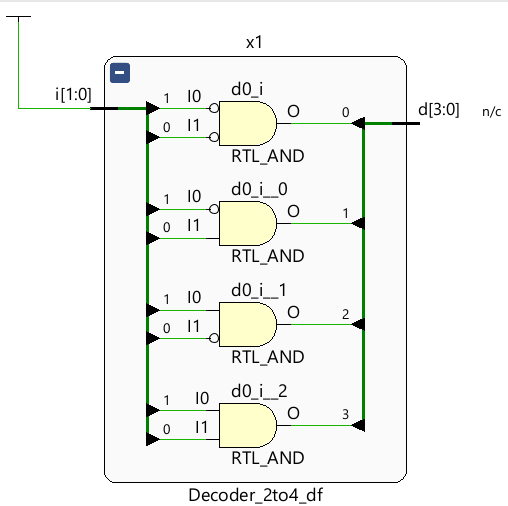 x1
i[1:0]
d[3:0]
n/c
d0_i
1 I0
0 I1
O 0
RTL_AND
d0_i__0
1 I0
0 I1
O 1
RTL_AND
d0_i__1
1 I0
0 I1
O 2
RTL_AND
d0_i__2
1 I0
0 I1
O 3
RTL_AND
Decoder_2to4_df